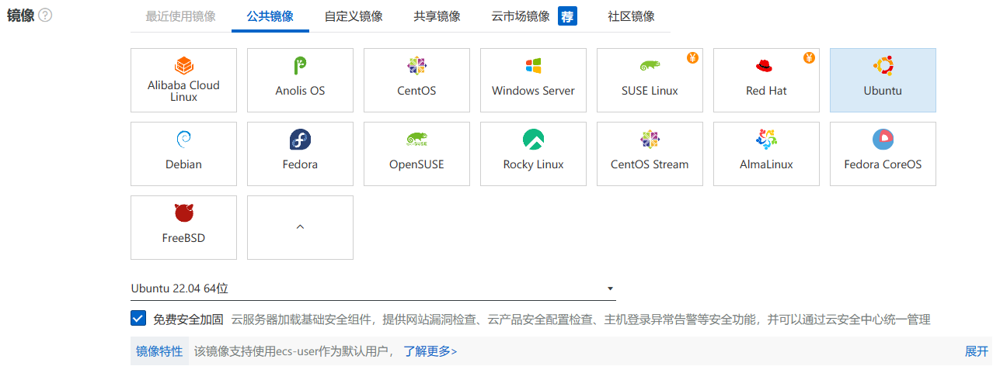 镜像 ?
最近使用镜像 公共镜像 自定义镜像 共享镜像 云市场镜像 荐 社区镜像
Alibaba Cloud Linux
Anolis OS
CentOS
Windows Server
¥
SUSE Linux
¥
Red Hat
Ubuntu
Debian
Fedora
SUSE
OpenSUSE
Rocky Linux
CentOS Stream
AlmaLinux
Fedora CoreOS
FreeBSD
Ubuntu 22.04 64位
免费安全加固 云服务器加载基础安全组件，提供网站漏洞检查、云产品安全配置检查、主机登录异常告警等安全功能，并可以通过云安全中心统一管理
镜像特性 该镜像支持使用ecs-user作为默认用户， 了解更多> 展开